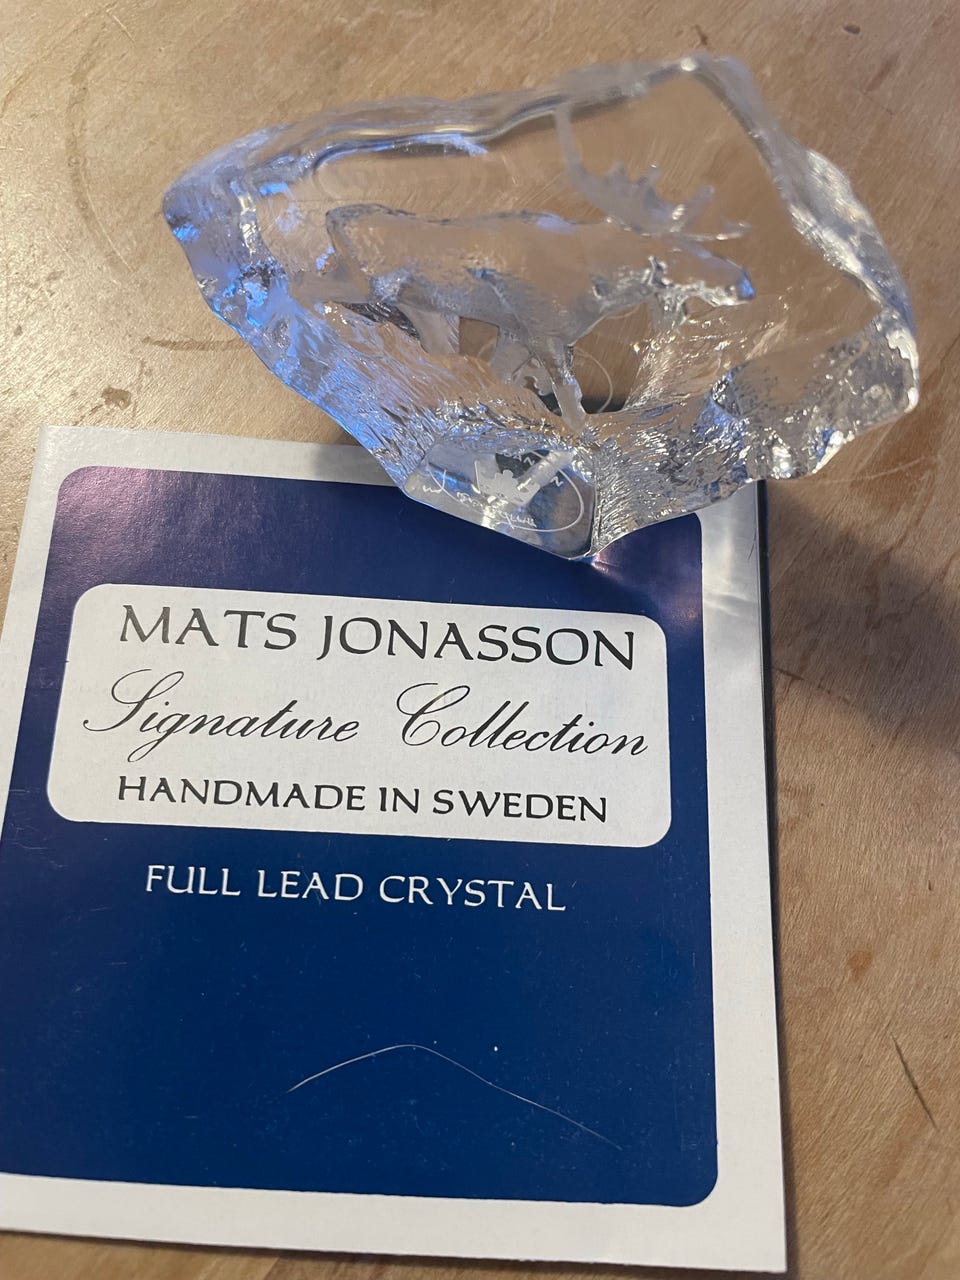 MATS JONASSON
Signature Collection
HANDMADE IN SWEDEN
FULL LEAD CRYSTAL